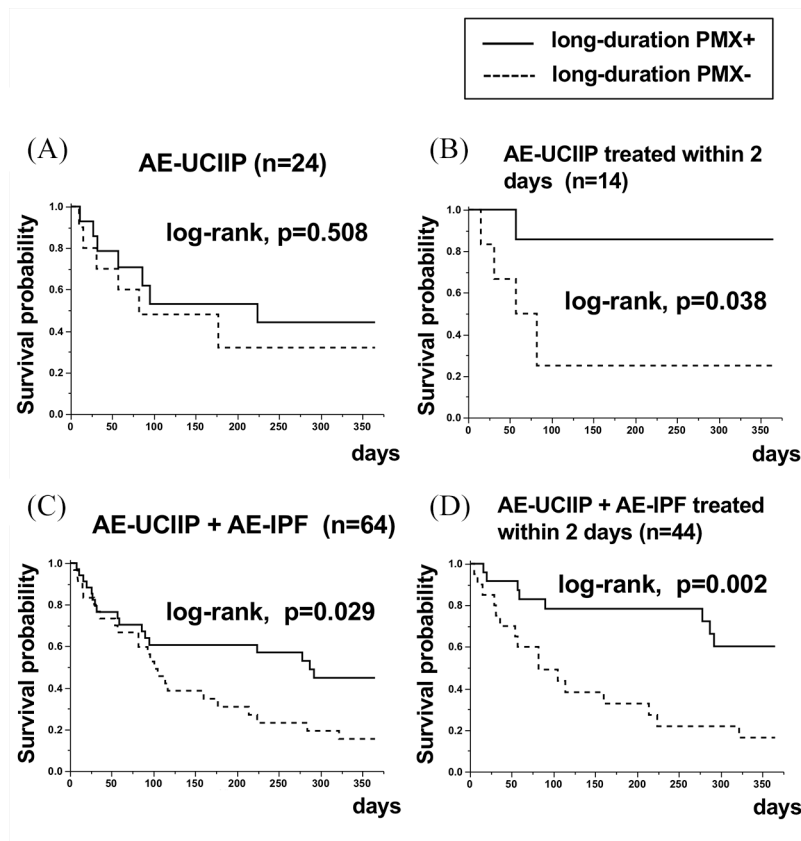 long-duration PMX+
long-duration PMX-
(A)
AE-UCIIP (n=24)
log-rank, p=0.508
Survival probability
1.0
0.8
0.6
0.4
0.2
0.0
0 50 100 150 200 250 300 350
days
(B)
AE-UCIIP treated within 2
days (n=14)
log-rank, p=0.038
Survival probability
1.0
0.8
0.6
0.4
0.2
0.0
0 50 100 150 200 250 300 350
days
(C)
AE-UCIIP + AE-IPF (n=64)
log-rank, p=0.029
Survival probability
1.0
0.8
0.6
0.4
0.2
0.0
0 50 100 150 200 250 300 350
days
(D)
AE-UCIIP + AE-IPF treated
within 2 days (n=44)
log-rank, p=0.002
Survival probability
1.0
0.8
0.6
0.4
0.2
0.0
0 50 100 150 200 250 300 350
days